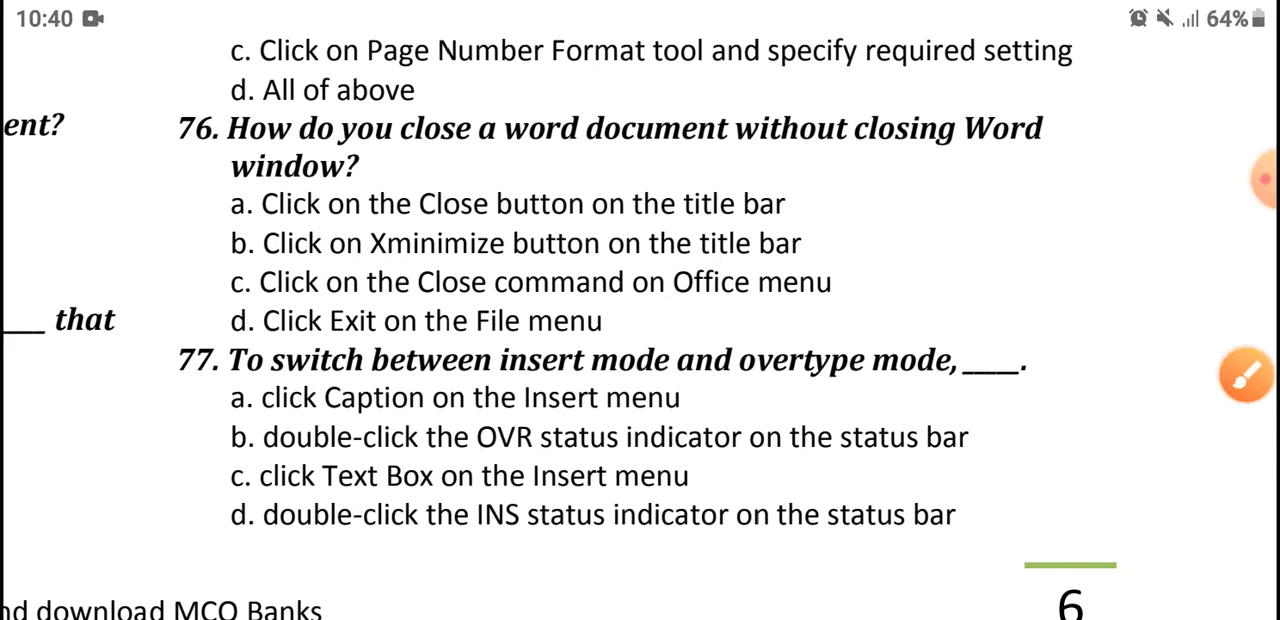 10:40
64%
c. Click on Page Number Format tool and specify required setting
d. All of above
ent?
76. How do you close a word document without closing Word
window?
a. Click on the Close button on the title bar
b. Click on Xminimize button on the title bar
c. Click on the Close command on Office menu
___ that
d. Click Exit on the File menu
77. To switch between insert mode and overtype mode, ____.
a. click Caption on the Insert menu
b. double-click the OVR status indicator on the status bar
c. click Text Box on the Insert menu
d. double-click the INS status indicator on the status bar
nd download MCQ Banks
6